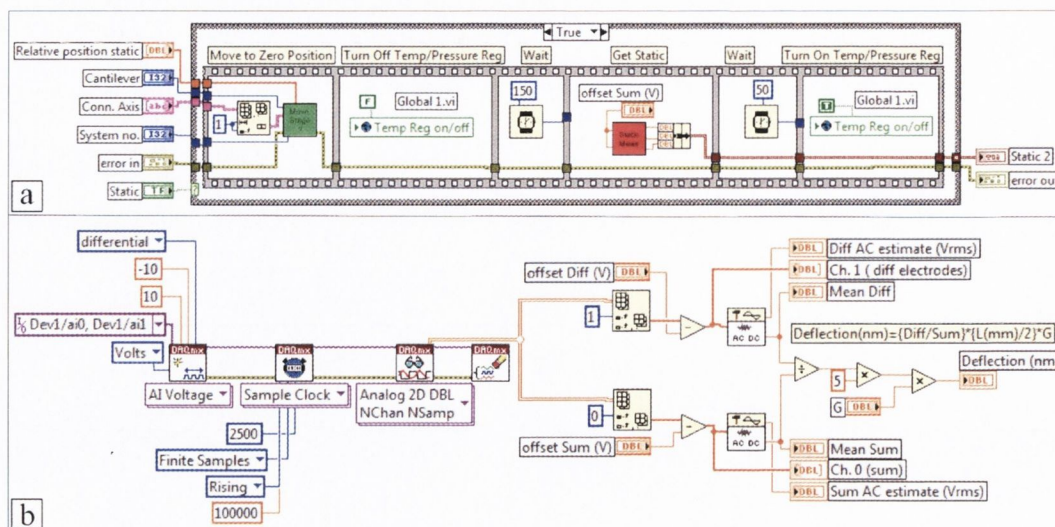 True
Relative position static DBL
Move to Zero Position Turn Off Temp/Pressure Reg Wait Get Static Wait Turn On Temp/Pressure Reg
Cantilever I32
Conn. Axis abc
System no. I32
error in
Static TF
1
F Global 1.vi
Temp Reg on/off
150
offset Sum (V)
DBL
50
T Global 1.vi
Temp Reg on/off
Static 2
error ou
a
differential
-10
10
Dev1/ai0, Dev1/ai1
Volts
DAQmx DAQmx DAQmx DAQmx
AI Voltage Sample Clock Analog 2D DBL
NChan NSamp
2500
Finite Samples
Rising
100000
offset Diff (V) DBL
1
0
offset Sum (V) DBL
AC DC
AC DC
DBL Diff AC estimate (Vrms)
DBL Ch. 1 ( diff electrodes)
DBL Mean Diff
Deflection(nm)={Diff/Sum}*{L(mm)/2}*G
Deflection (nm
5
DBL
G DBL
DBL Mean Sum
DBL Ch. 0 (sum)
DBL Sum AC estimate (Vrms)
b